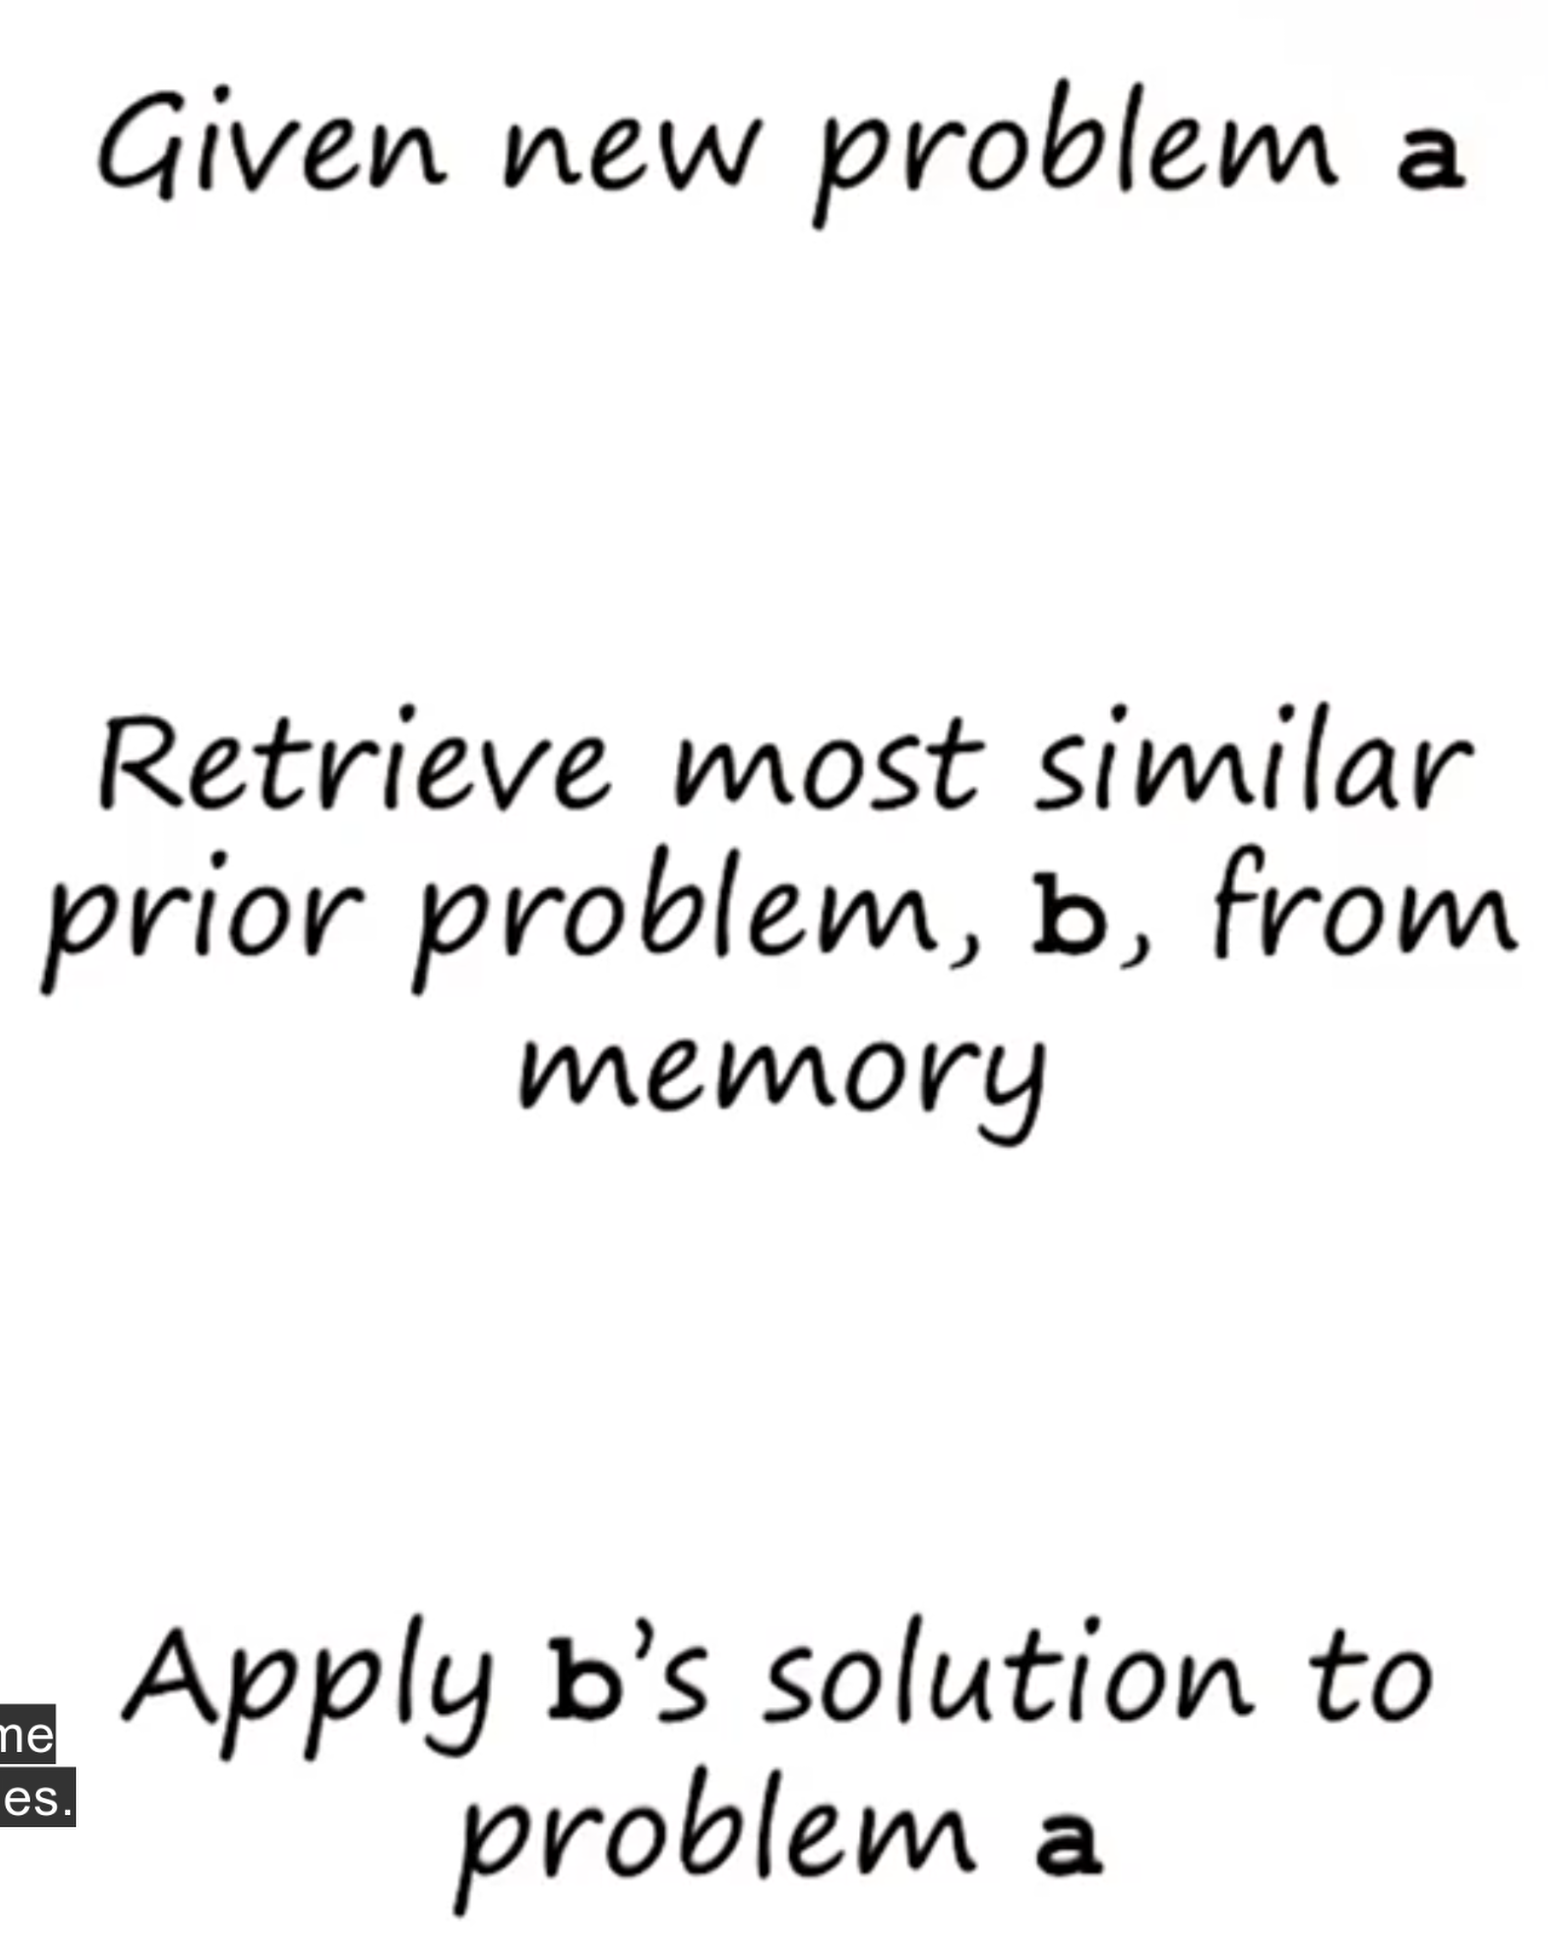 Given new problem a
Retrieve most similar
prior problem, b, from
memory
Apply b’s solution to
me
es.
problem a